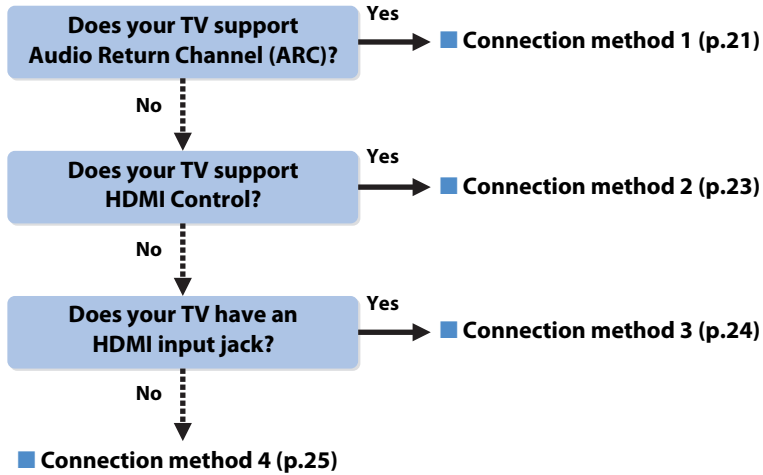 Does your TV support
Audio Return Channel (ARC)?
Yes
■ Connection method 1 (p.21)
No
Does your TV support
HDMI Control?
Yes
■ Connection method 2 (p.23)
No
Does your TV have an
HDMI input jack?
Yes
■ Connection method 3 (p.24)
No
■ Connection method 4 (p.25)